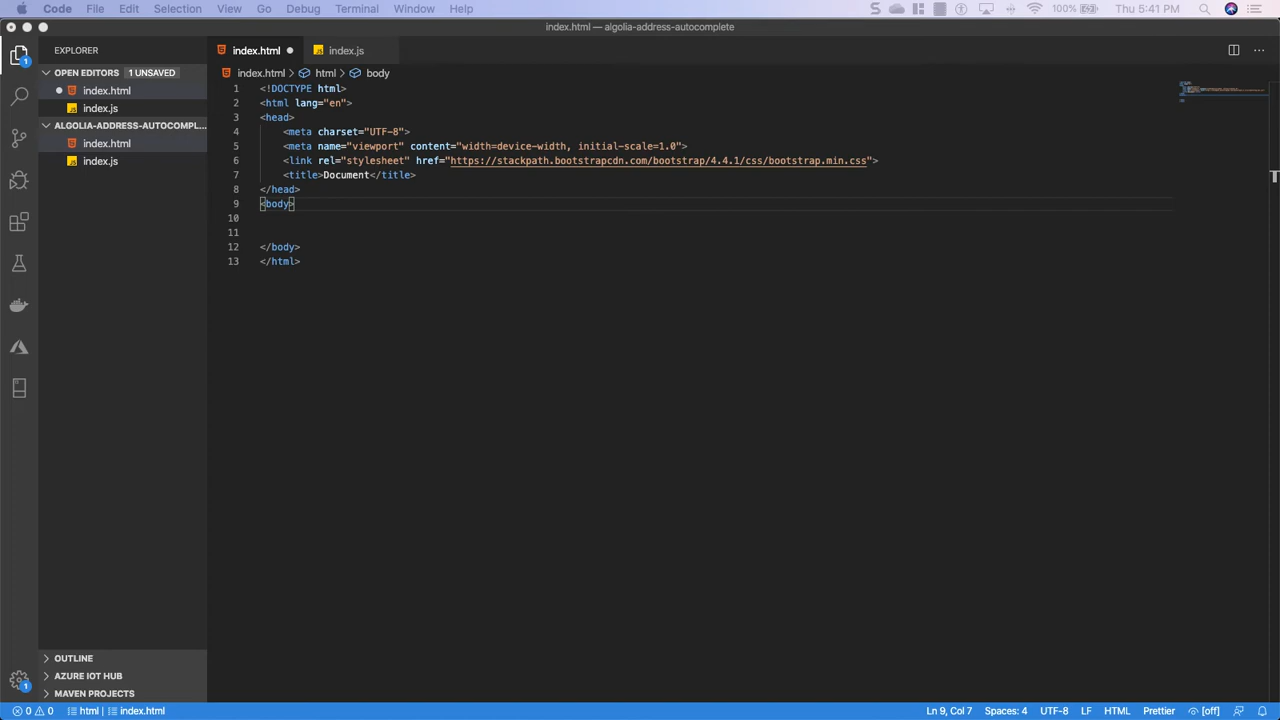 Code File Edit Selection View Go Debug Terminal Window Help 100% Thu 5:41 PM
index.html — algolia-address-autocomplete
EXPLORER
index.html
index.js
OPEN EDITORS 1 UNSAVED
index.html
index.js
ALGOLIA-ADDRESS-AUTOCOMPL...
index.html
index.js
OUTLINE
AZURE IOT HUB
MAVEN PROJECTS
1
1
index.html > html > body
1 <!DOCTYPE html>
2 <html lang="en">
3 <head>
4 <meta charset="UTF-8">
5 <meta name="viewport" content="width=device-width, initial-scale=1.0">
6 <link rel="stylesheet" href="https://stackpath.bootstrapcdn.com/bootstrap/4.4.1/css/bootstrap.min.css">
7 <title>Document</title>
8 </head>
9 <body>
10
11
12 </body>
13 </html>
0 0 html | index.html Ln 9, Col 7 Spaces: 4 UTF-8 LF HTML Prettier [off]